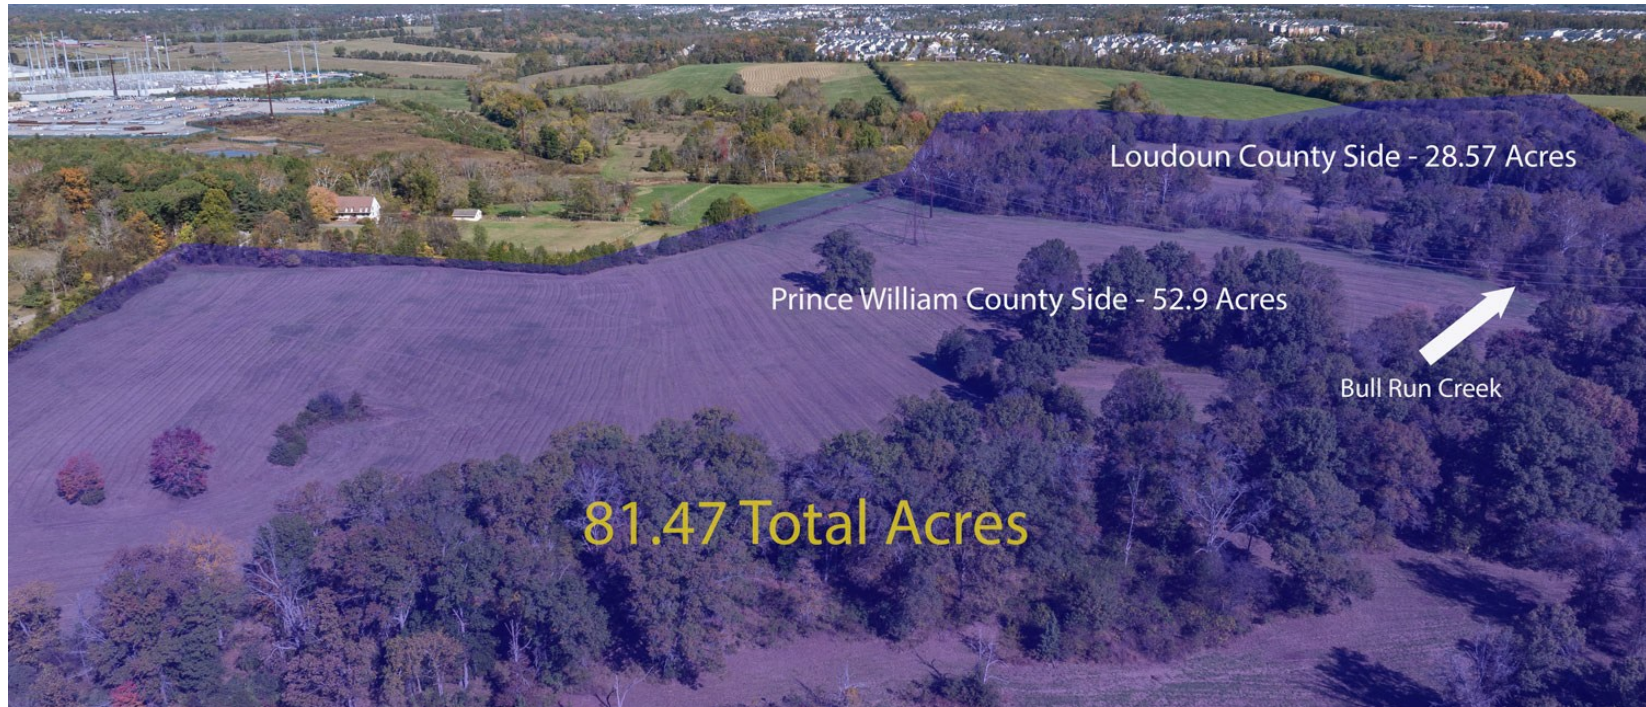 Loudoun County Side - 28.57 Acres
Prince William County Side - 52.9 Acres
Bull Run Creek
81.47 Total Acres